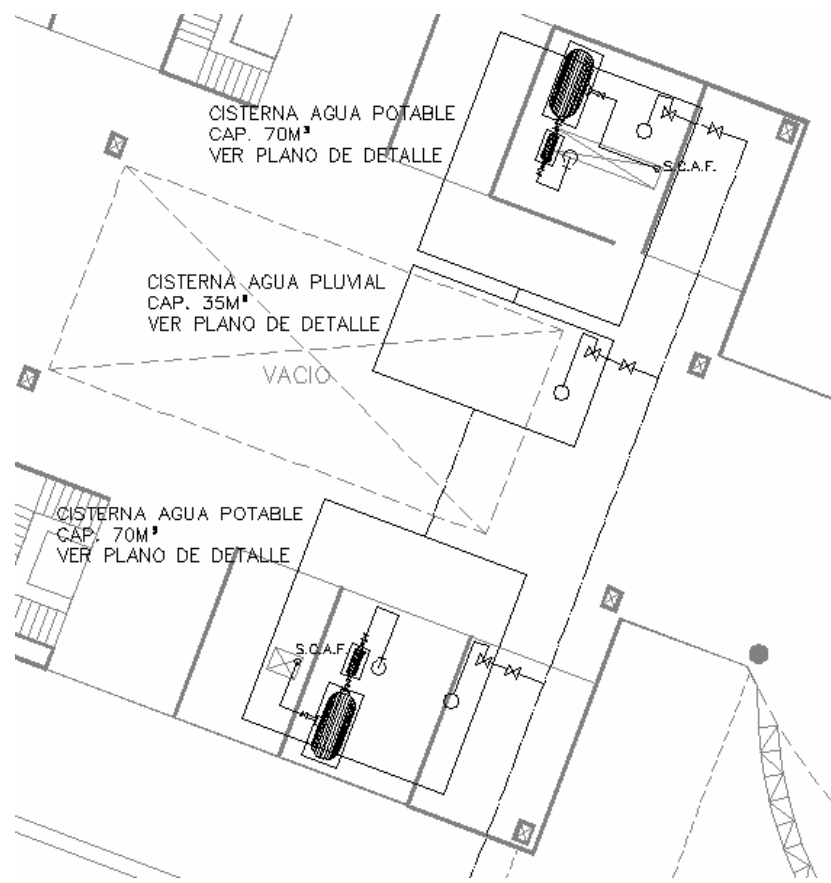 CISTERNA AGUA POTABLE
CAP. 70M³
VER PLANO DE DETALLE
S.C.A.F.
CISTERNA AGUA PLUVIAL
CAP. 35M³
VER PLANO DE DETALLE
VACIO
CISTERNA AGUA POTABLE
CAP. 70M³
VER PLANO DE DETALLE
S.C.A.F.